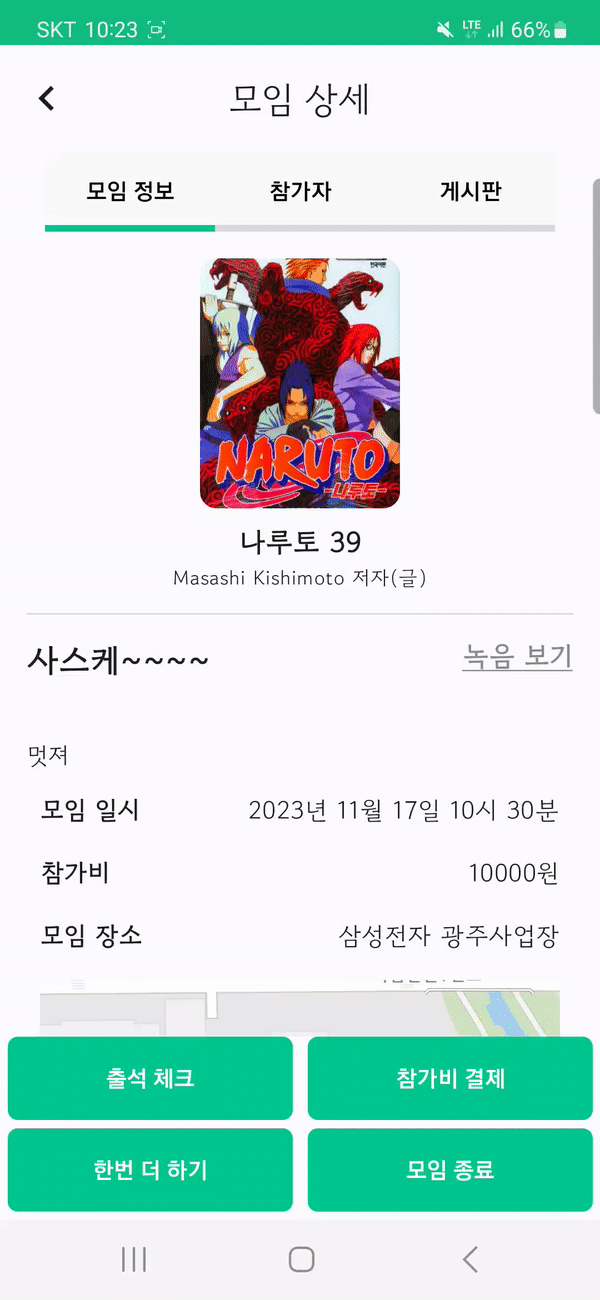 SKT 10:23 LTE 66%
모임 상세
모임 정보 참가자 게시판
NARUTO
-나루토-
나루토 39
Masashi Kishimoto 저자(글)
사스케~~~~ 녹음 보기
멋져
모임 일시 2023년 11월 17일 10시 30분
참가비 10000원
모임 장소 삼성전자 광주사업장
출석 체크 참가비 결제
한번 더 하기 모임 종료